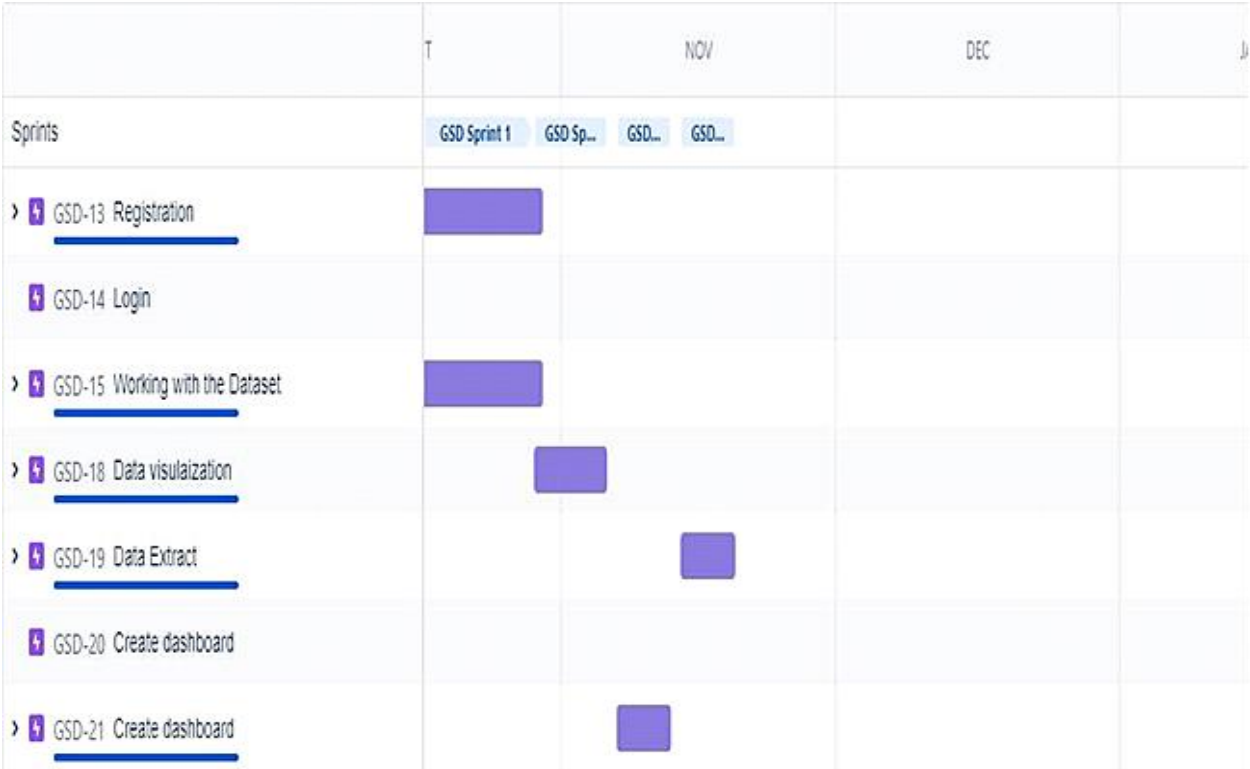 T NOV DEC JA
Sprints GSD Sprint 1 GSD Sp... GSD... GSD...
GSD-13 Registration
GSD-14 Login
GSD-15 Working with the Dataset
GSD-18 Data visulaization
GSD-19 Data Extract
GSD-20 Create dashboard
GSD-21 Create dashboard